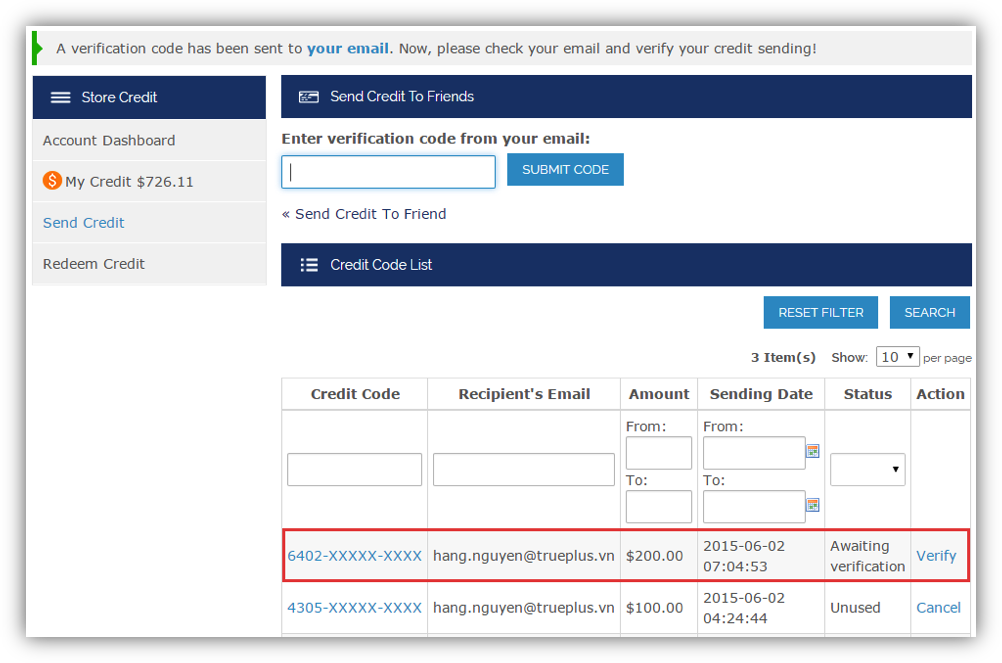 A verification code has been sent to your email. Now, please check your email and verify your credit sending!
Store Credit
Account Dashboard
$ My Credit $726.11
Send Credit
Redeem Credit
Send Credit To Friends
Enter verification code from your email:
SUBMIT CODE
« Send Credit To Friend
Credit Code List
RESET FILTER SEARCH
3 Item(s) Show: 10 per page
Credit Code Recipient's Email Amount Sending Date Status Action
From: From:
To: To:
6402-XXXXX-XXXX hang.nguyen@trueplus.vn $200.00 2015-06-02 07:04:53 Awaiting verification Verify
4305-XXXXX-XXXX hang.nguyen@trueplus.vn $100.00 2015-06-02 04:24:44 Unused Cancel